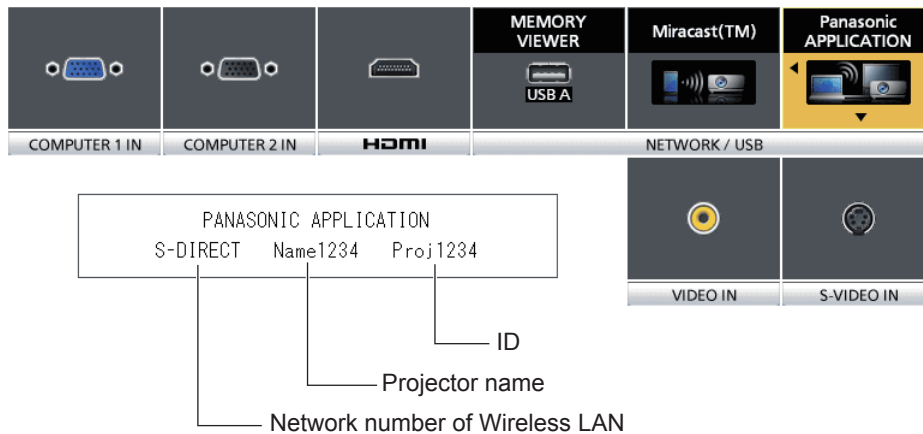 MEMORY
VIEWER
Miracast(TM)
Panasonic
APPLICATION
USB A
COMPUTER 1 IN
COMPUTER 2 IN
HDMI
NETWORK / USB
PANASONIC APPLICATION
S-DIRECT Name1234 Proj1234
VIDEO IN
S-VIDEO IN
ID
Projector name
Network number of Wireless LAN